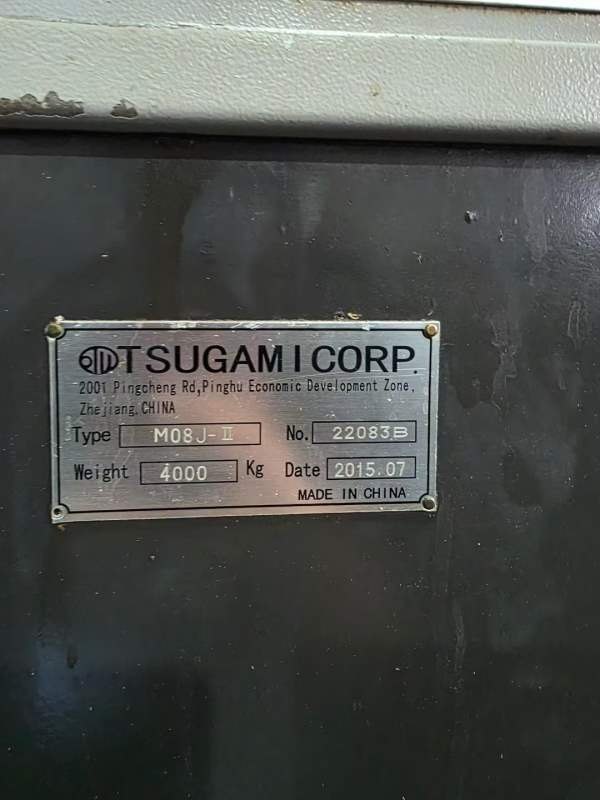 TSUGAMI CORP.
2001 Pingcheng Rd,Pinghu Economic Development Zone,
Zhejiang.CHINA
Type M08J-Ⅱ No. 22083B
Weight 4000 Kg Date 2015.07
MADE IN CHINA